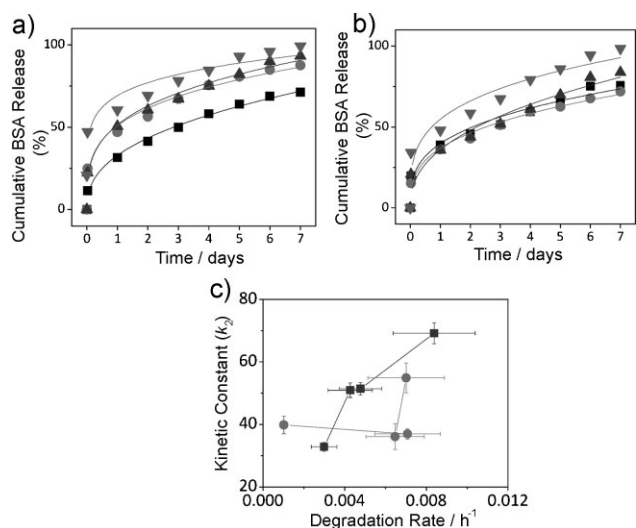 a)
b)
Cumulative BSA Release
(%)
100
50
0
0 1 2 3 4 5 6 7
Time / days
Cumulative BSA Release
(%)
100
50
0
0 1 2 3 4 5 6 7
Time / days
c)
Kinetic Constant (k₂)
80
60
40
20
0.000 0.004 0.008 0.012
Degradation Rate / h⁻¹